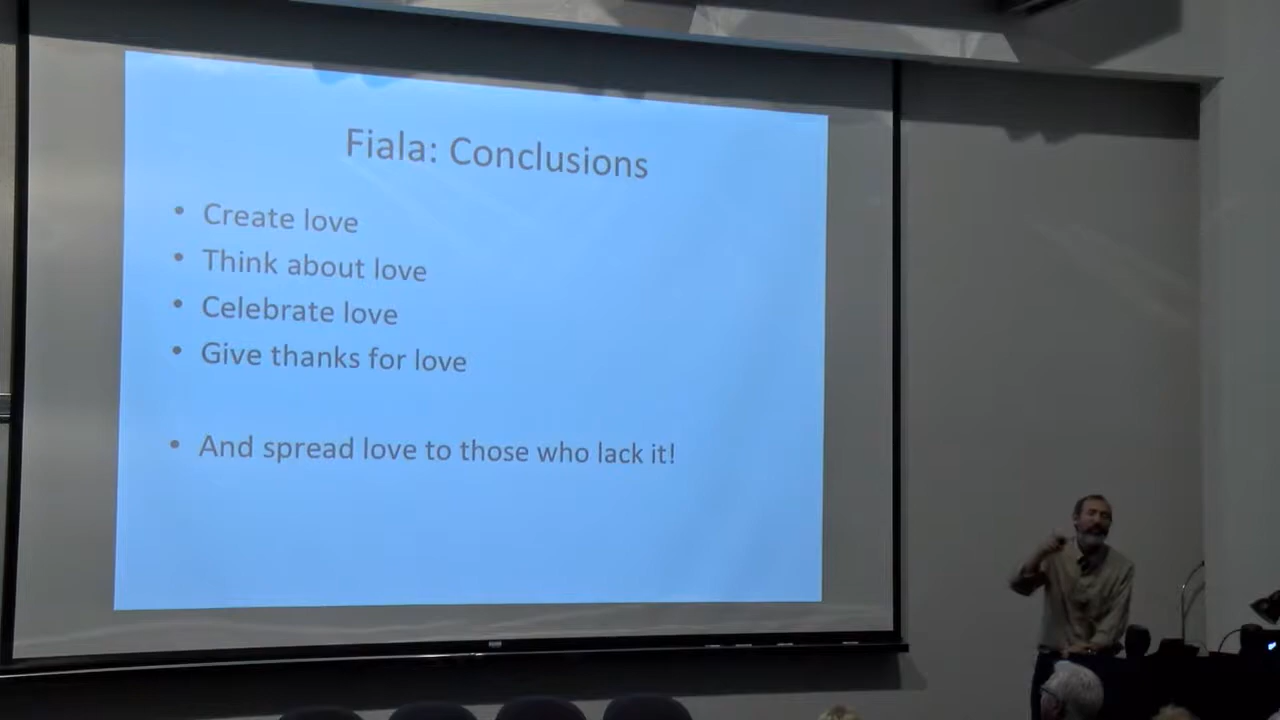 Fiala: Conclusions
• Create love
• Think about love
• Celebrate love
• Give thanks for love
• And spread love to those who lack it!